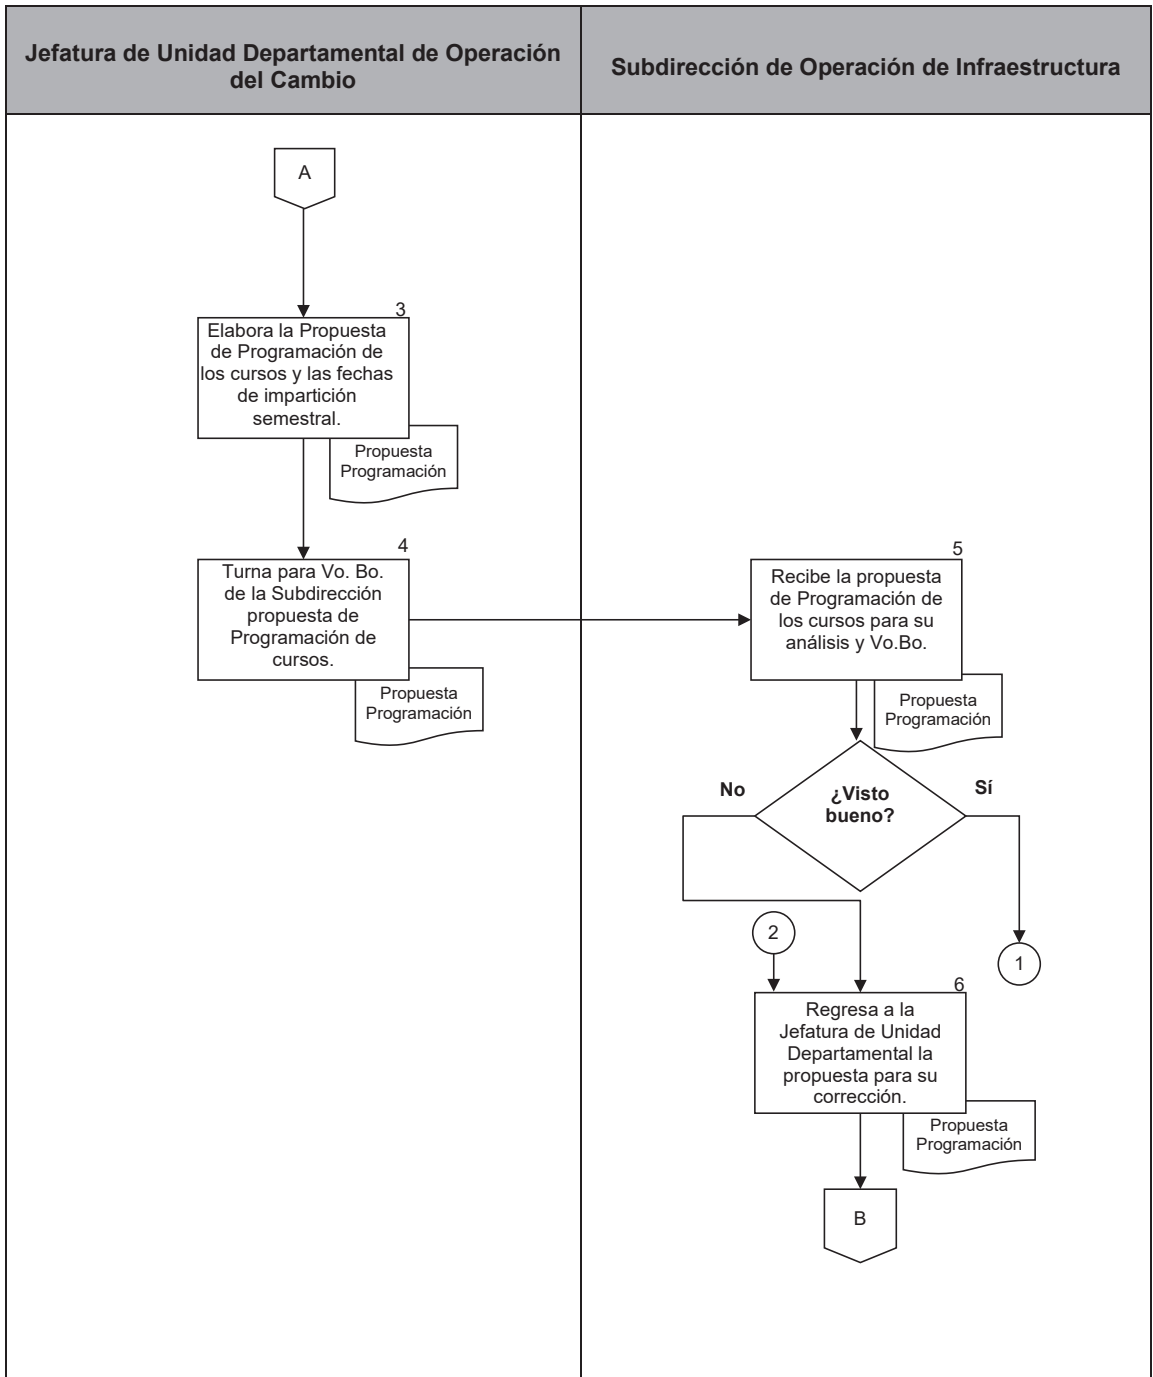 Jefatura de Unidad Departamental de Operación
del Cambio
Subdirección de Operación de Infraestructura
A
3
Elabora la Propuesta
de Programación de
los cursos y las fechas
de impartición
semestral.
Propuesta
Programación
4
Turna para Vo. Bo.
de la Subdirección
propuesta de
Programación de
cursos.
Propuesta
Programación
5
Recibe la propuesta
de Programación de
los cursos para su
análisis y Vo.Bo.
Propuesta
Programación
No
¿Visto
bueno?
Sí
2
1
6
Regresa a la
Jefatura de Unidad
Departamental la
propuesta para su
corrección.
Propuesta
Programación
B